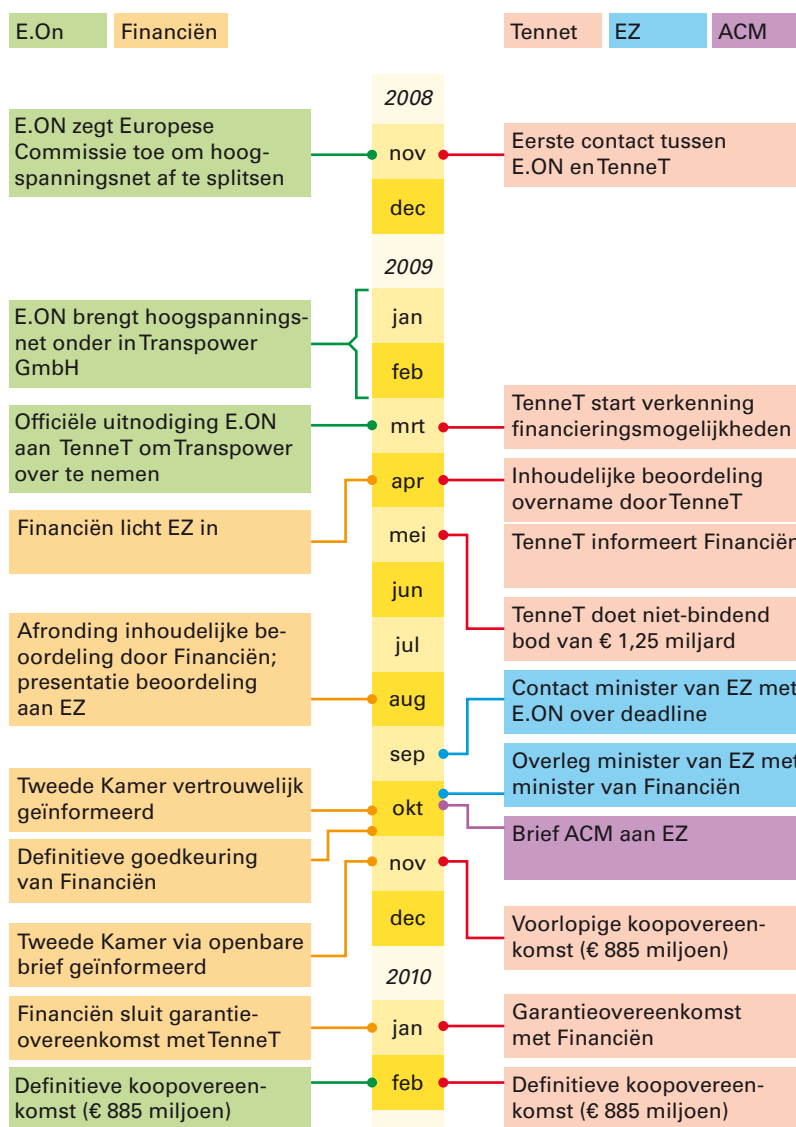 E.On
Financiën
Tennet
EZ
ACM
2008
E.ON zegt Europese
Commissie toe om hoog-
spanningsnet af te splitsen
nov
Eerste contact tussen
E.ON en TenneT
dec
2009
E.ON brengt hoogspannings-
net onder in Transpower
GmbH
jan
feb
Officiële uitnodiging E.ON
aan TenneT om Transpower
over te nemen
mrt
TenneT start verkenning
financieringsmogelijkheden
apr
Inhoudelijke beoordeling
overname door TenneT
Financiën licht EZ in
mei
TenneT informeert Financiën
jun
TenneT doet niet-bindend
bod van € 1,25 miljard
Afronding inhoudelijke be-
oordeling door Financiën;
presentatie beoordeling
aan EZ
jul
aug
Contact minister van EZ met
E.ON over deadline
sep
Overleg minister van EZ met
minister van Financiën
Tweede Kamer vertrouwelijk
geïnformeerd
okt
Brief ACM aan EZ
Definitieve goedkeuring
van Financiën
nov
dec
Voorlopige koopovereen-
komst (€ 885 miljoen)
Tweede Kamer via openbare
brief geïnformeerd
2010
Financiën sluit garantie-
overeenkomst met TenneT
jan
Garantieovereenkomst
met Financiën
Definitieve koopovereen-
komst (€ 885 miljoen)
feb
Definitieve koopovereen-
komst (€ 885 miljoen)